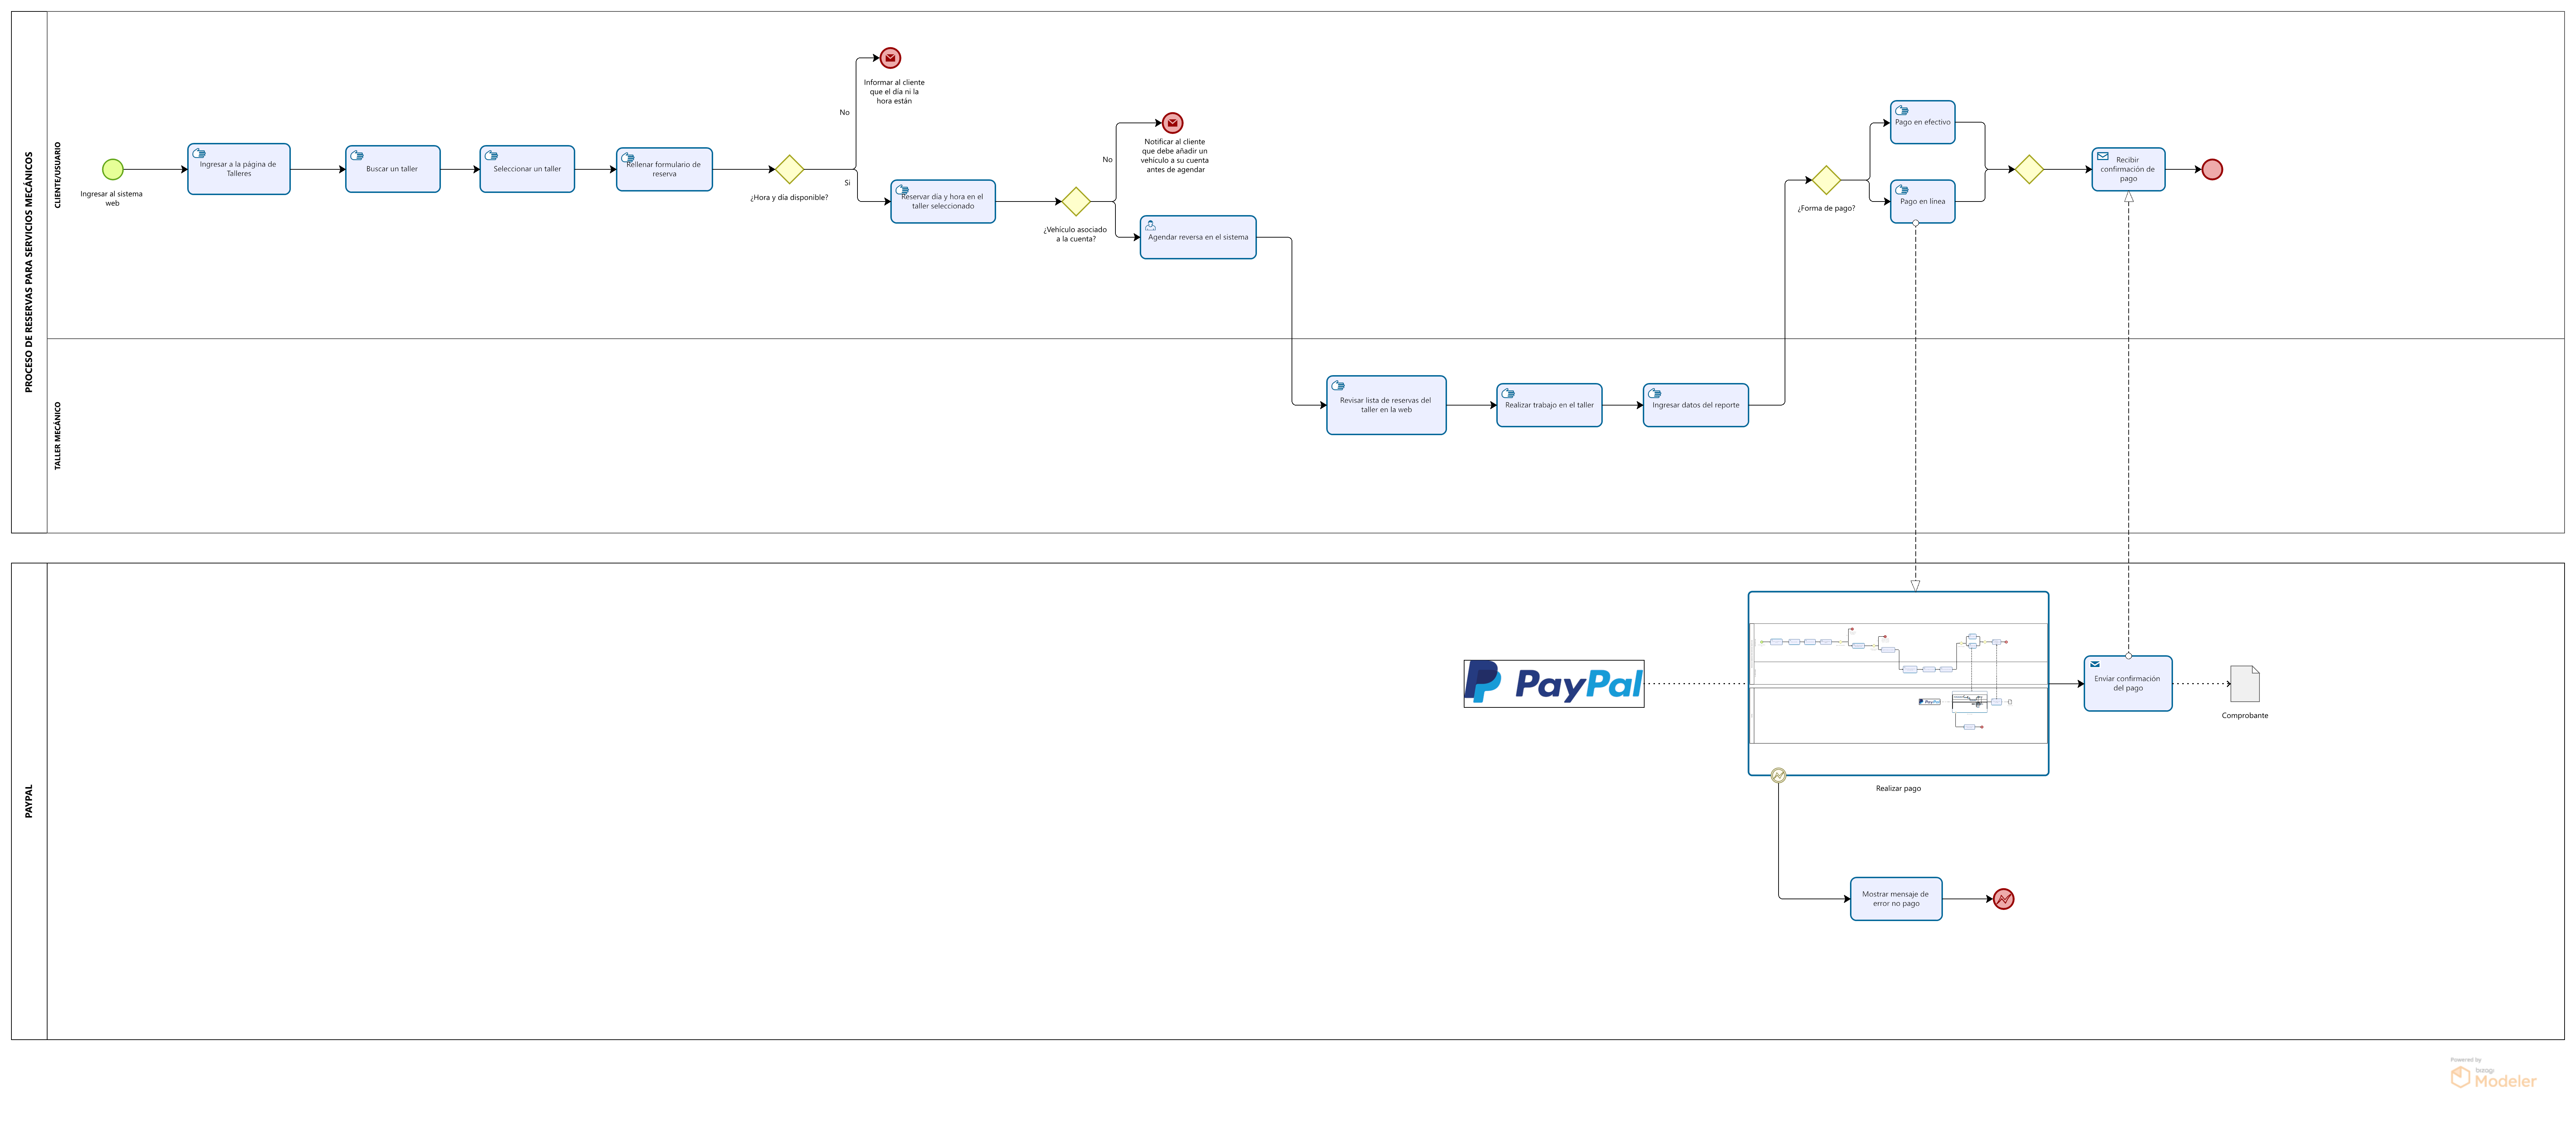 PROCESO DE RESERVAS PARA SERVICIOS MECÁNICOS
CLIENTE/USUARIO
Ingresar al sistema
web
Ingresar a la página de
Talleres
Buscar un taller
Seleccionar un taller
Rellenar formulario de
reserva
¿Hora y día disponible?
No
Informar al cliente
que el día ni la
hora están
Si
Reservar día y hora en el
taller seleccionado
¿Vehículo asociado
a la cuenta?
No
Notificar al cliente
que debe añadir un
vehículo a su cuenta
antes de agendar
Agendar reversa en el sistema
¿Forma de pago?
Pago en efectivo
Pago en línea
Recibir
confirmación de
pago
TALLER MECÁNICO
Revisar lista de reservas del
taller en la web
Realizar trabajo en el taller
Ingresar datos del reporte
PAYPAL
PayPal
PayPal
Realizar pago
Enviar confirmación
del pago
Comprobante
Mostrar mensaje de
error no pago
Powered by
bizagi
Modeler